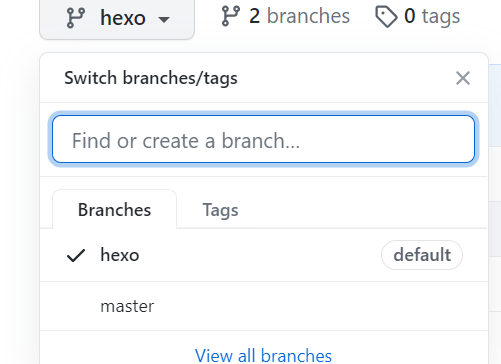 hexo 2 branches 0 tags
Switch branches/tags
Find or create a branch...
Branches Tags
hexo default
master
View all branches